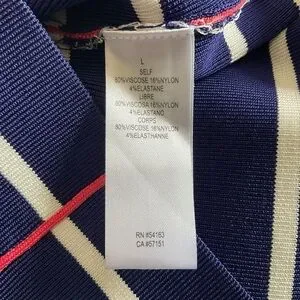 L
SELF
80%VISCOSE 16%NYLON
4%ELASTANE
LIBRE
80%VISCOSA 16%NYLON
4%ELASTANO
CORPS
80%VISCOSE 16%NYLON
4%ELASTHANNE
RN #54163
CA #57151